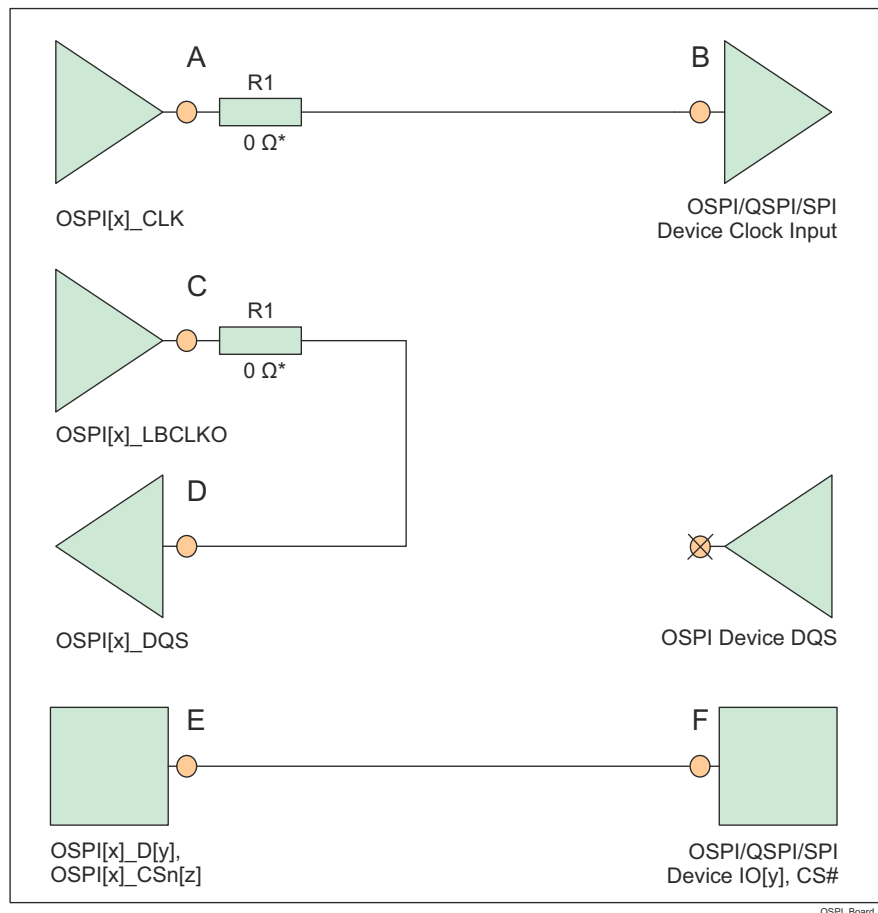 A
B
R1
0 Ω*
OSPI[x]_CLK
OSPI/QSPI/SPI
Device Clock Input
C
R1
0 Ω*
OSPI[x]_LBCLKO
D
OSPI[x]_DQS
OSPI Device DQS
E
F
OSPI[x]_D[y],
OSPI[x]_CSn[z]
OSPI/QSPI/SPI
Device IO[y], CS#
OSPI_Board